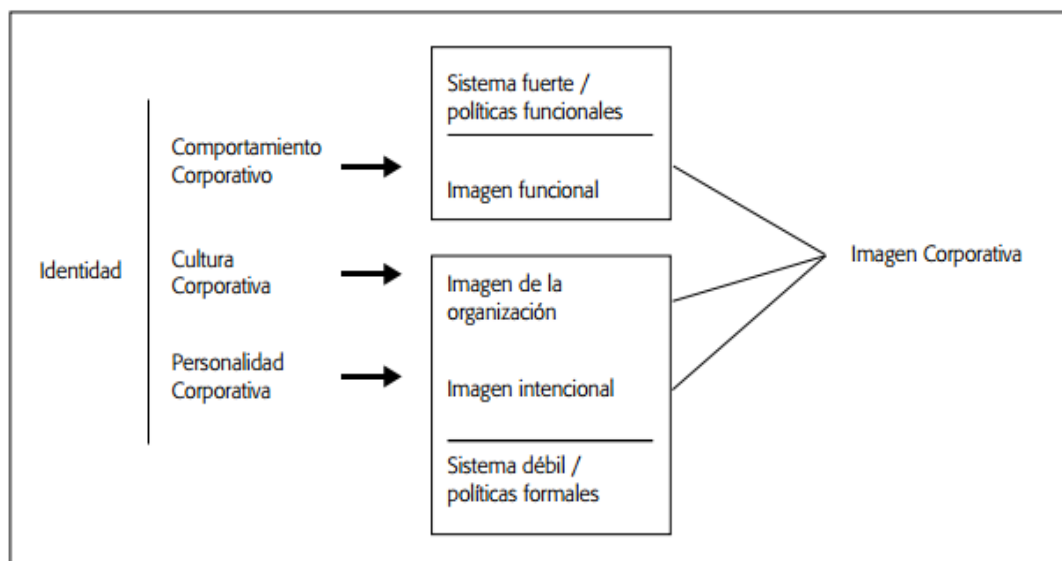 Identidad
Comportamiento
Corporativo
Cultura
Corporativa
Personalidad
Corporativa
Sistema fuerte /
políticas funcionales
Imagen funcional
Imagen de la
organización
Imagen intencional
Sistema débil /
políticas formales
Imagen Corporativa